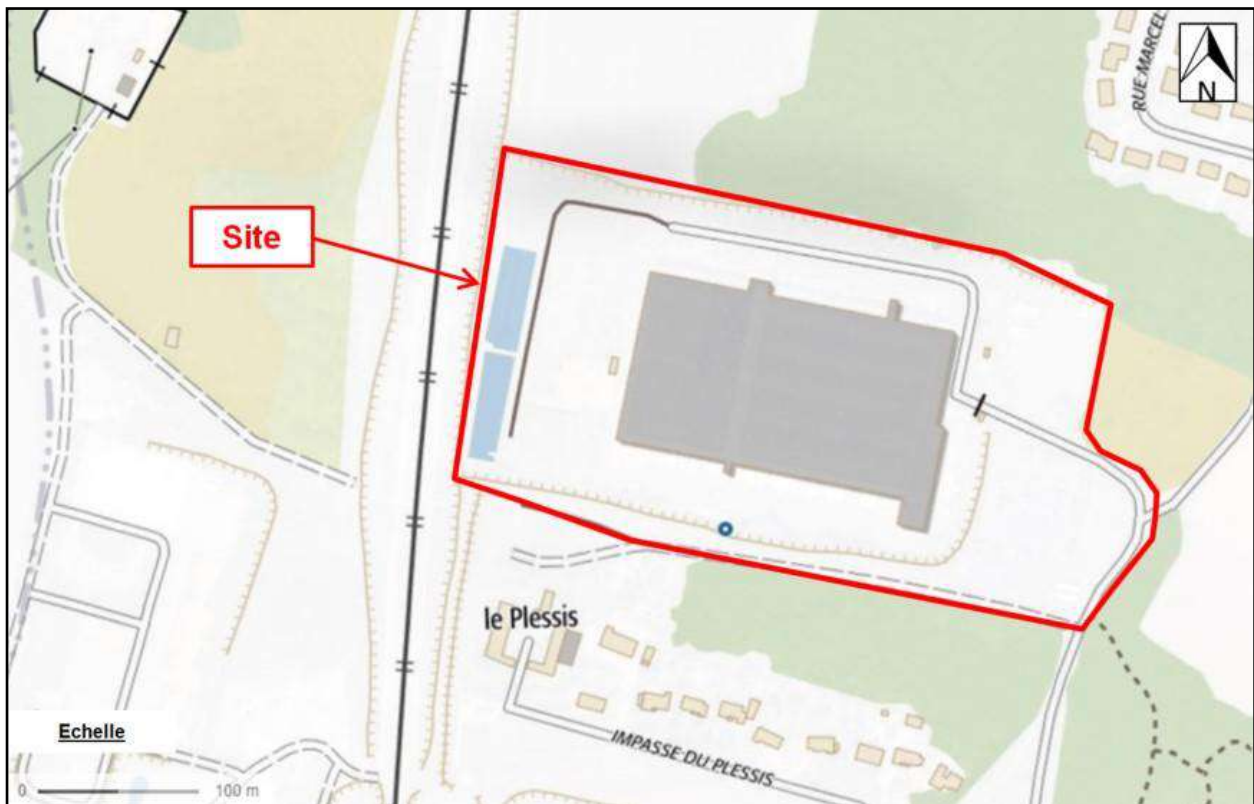 RUE MARCEL
N
Site
le Plessis
IMPASSE DU PLESSIS
Echelle
0 100 m